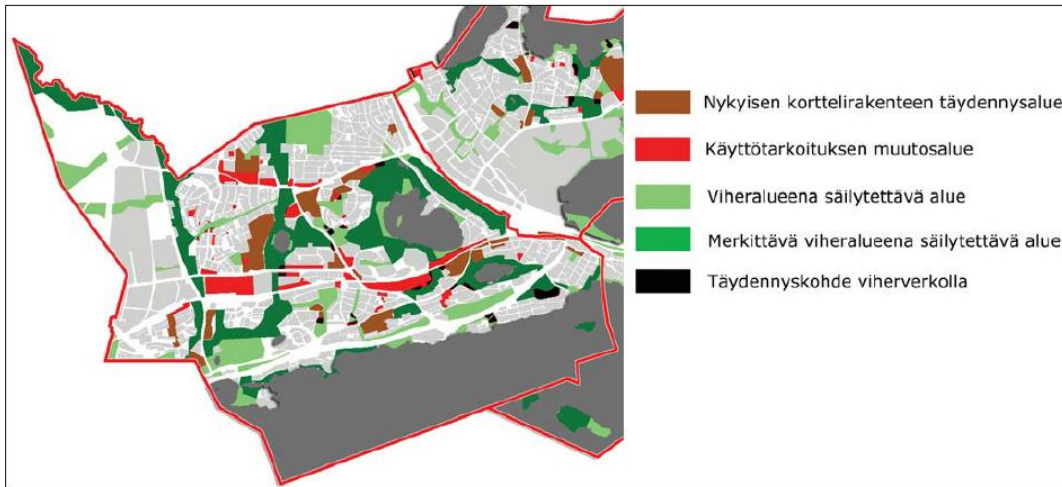 Nykyisen korttelirakenteen täydennysalue
Käyttötarkoituksen muutosalue
Viheralueena säilytettävä alue
Merkittävä viheralueena säilytettävä alue
Täydennyskohde viherverkolla